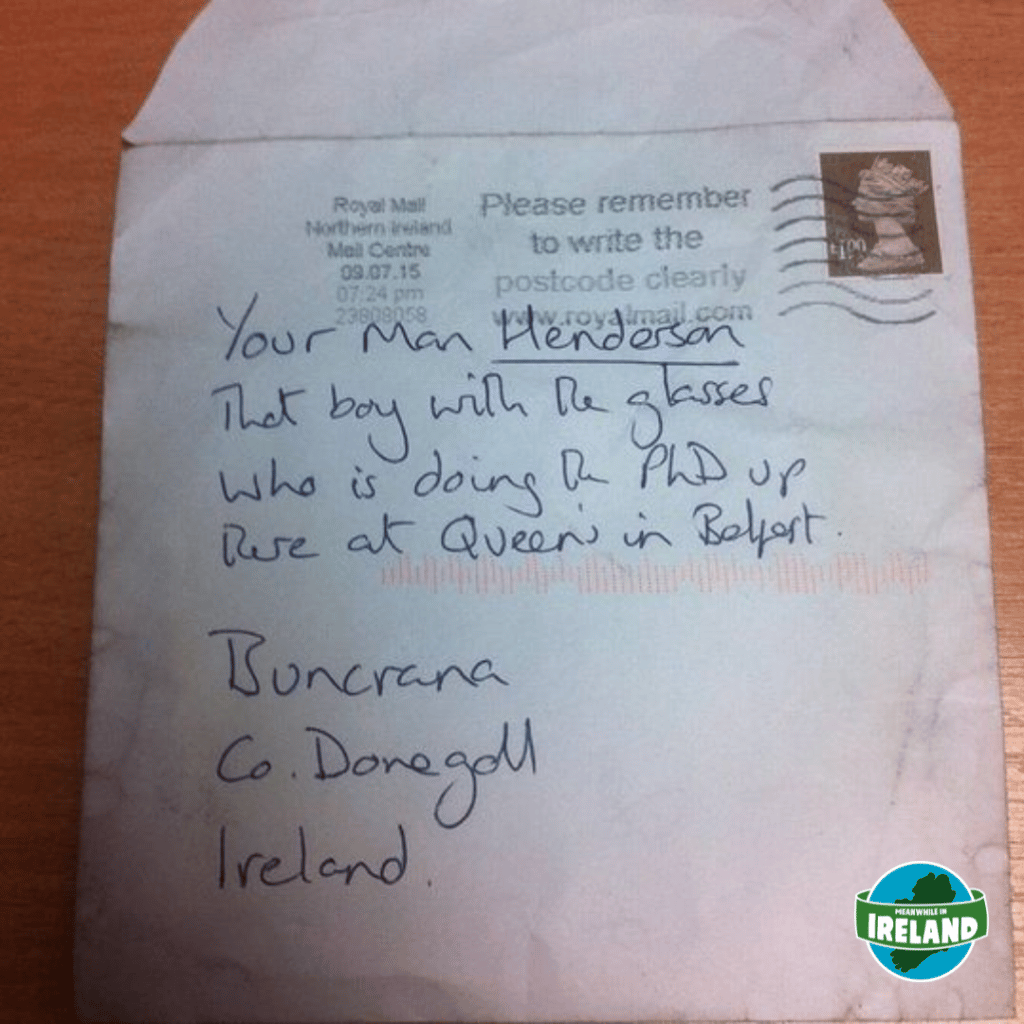 Royal Mail
Northern Ireland
Mail Centre
09.07.15
07:24 pm
23808058
Please remember
to write the
postcode clearly
www.royalmail.com
£1.00
Your Man Henderson
That boy with the glasses
who is doing the PhD up
there at Queen's in Belfast.
Buncrana
Co. Donegall
Ireland.
MEANWHILE IN
IRELAND